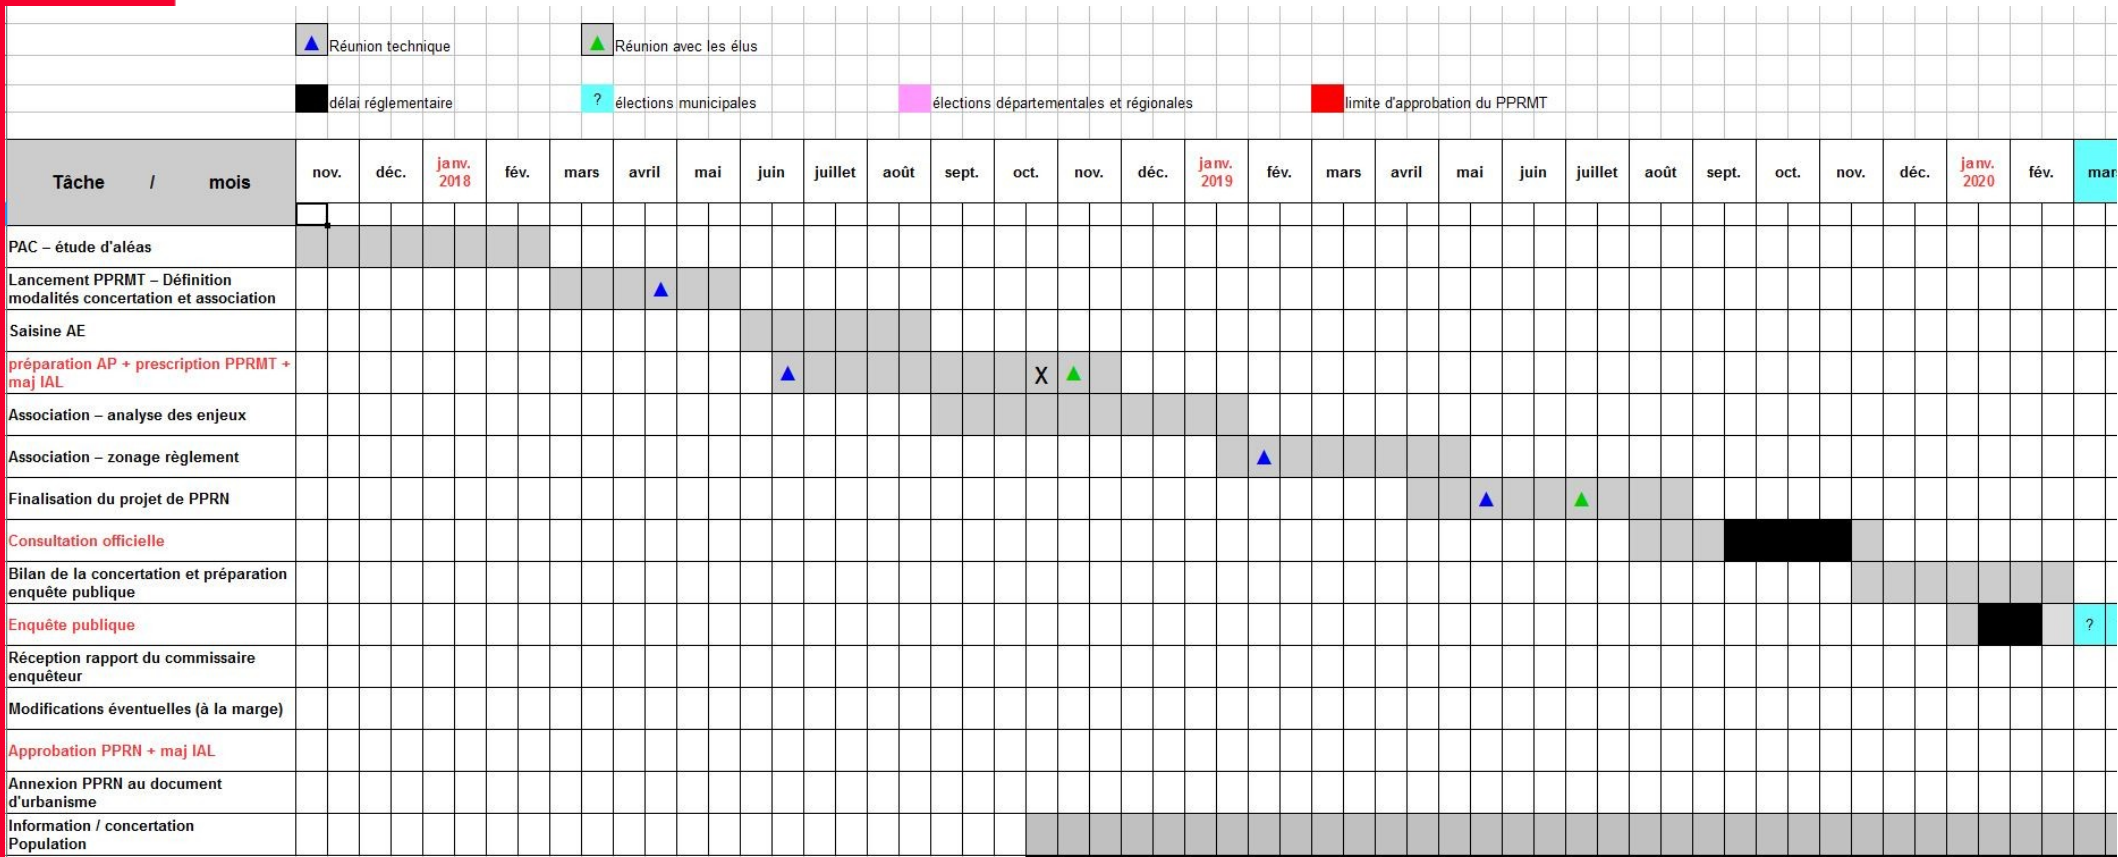 Réunion technique
Réunion avec les élus
délai réglementaire
? élections municipales
élections départementales et régionales
limite d'approbation du PPRMT
Tâche / mois
nov. déc. janv. 2018 fév. mars avril mai juin juillet août sept. oct. nov. déc. janv. 2019 fév. mars avril mai juin juillet août sept. oct. nov. déc. janv. 2020 fév. mars
PAC – étude d'aléas
Lancement PPRMT – Définition
modalités concertation et association
Saisine AE
préparation AP + prescription PPRMT +
maj IAL
X
Association – analyse des enjeux
Association – zonage règlement
Finalisation du projet de PPRN
Consultation officielle
Bilan de la concertation et préparation
enquête publique
Enquête publique
?
Réception rapport du commissaire
enquêteur
Modifications éventuelles (à la marge)
Approbation PPRN + maj IAL
Annexion PPRN au document
d'urbanisme
Information / concertation
Population